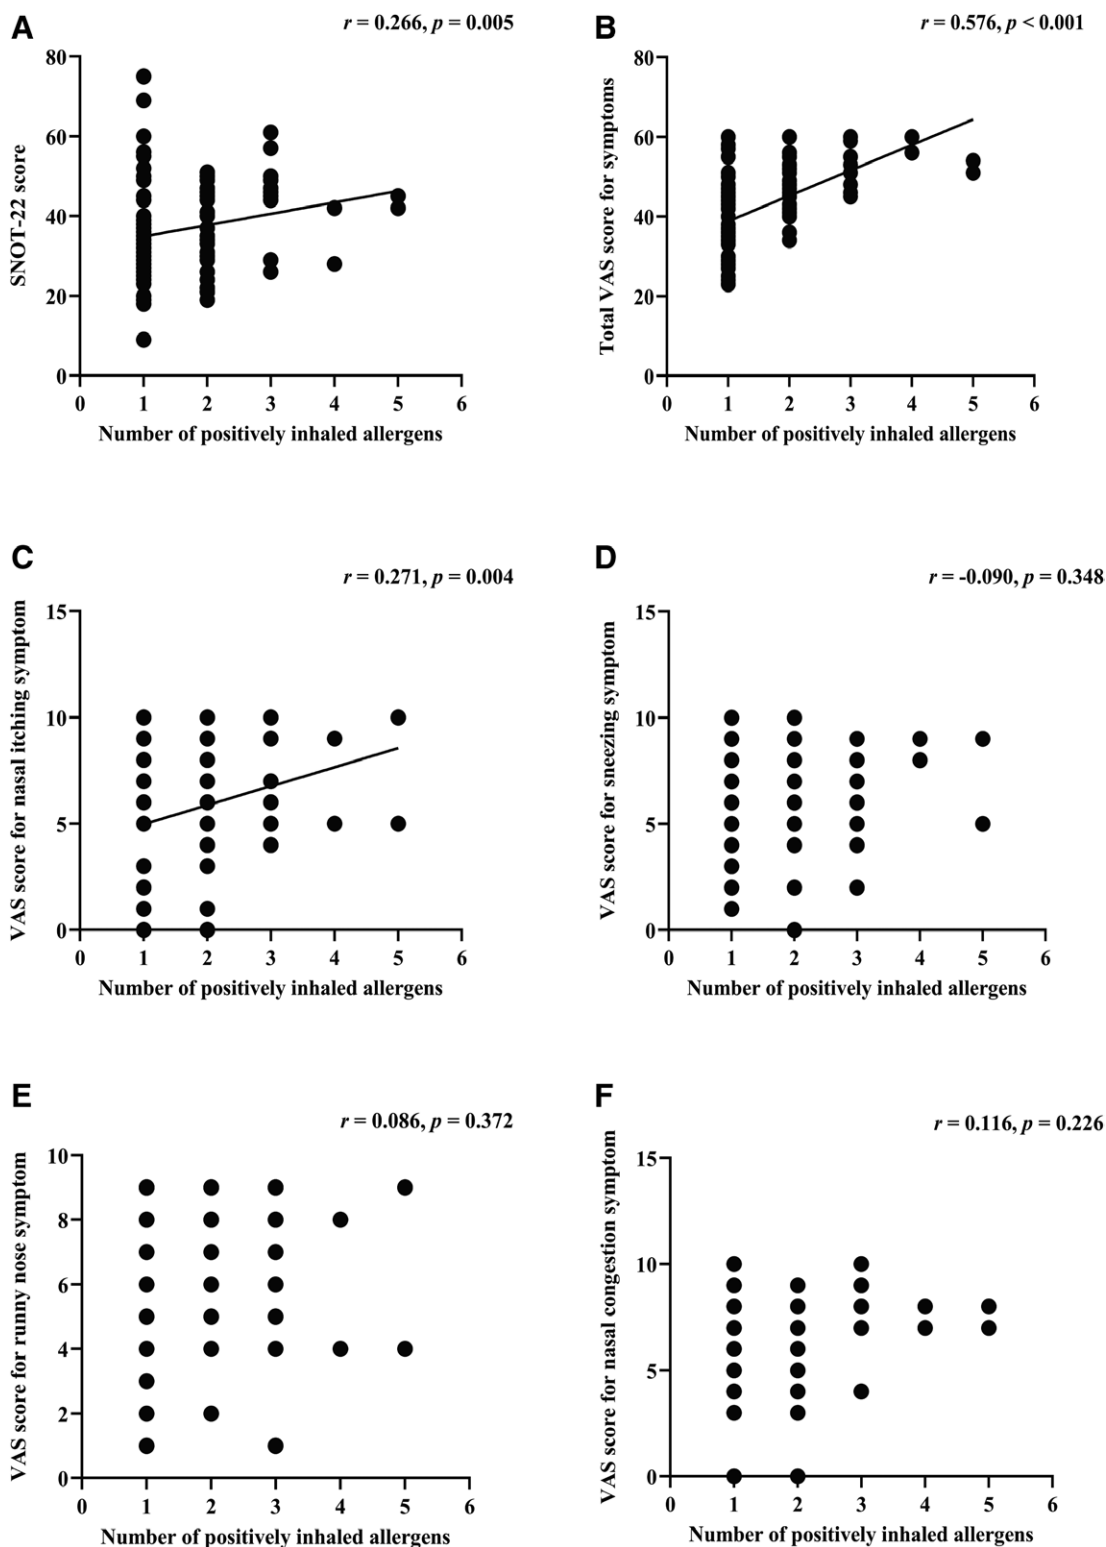 A
r = 0.266, p = 0.005
SNOT-22 score
80
60
40
20
0
0 1 2 3 4 5 6
Number of positively inhaled allergens
B
r = 0.576, p < 0.001
Total VAS score for symptoms
80
60
40
20
0
0 1 2 3 4 5 6
Number of positively inhaled allergens
C
r = 0.271, p = 0.004
VAS score for nasal itching symptom
15
10
5
0
0 1 2 3 4 5 6
Number of positively inhaled allergens
D
r = -0.090, p = 0.348
VAS score for sneezing symptom
15
10
5
0
0 1 2 3 4 5 6
Number of positively inhaled allergens
E
r = 0.086, p = 0.372
VAS score for runny nose symptom
10
8
6
4
2
0
0 1 2 3 4 5 6
Number of positively inhaled allergens
F
r = 0.116, p = 0.226
VAS score for nasal congestion symptom
15
10
5
0
0 1 2 3 4 5 6
Number of positively inhaled allergens